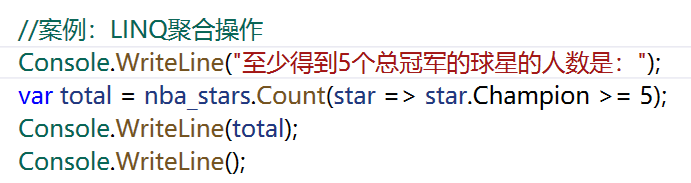 //案例：LINQ聚合操作
Console.WriteLine("至少得到5个总冠军的球星的人数是：");
var total = nba_stars.Count(star => star.Champion >= 5);
Console.WriteLine(total);
Console.WriteLine();